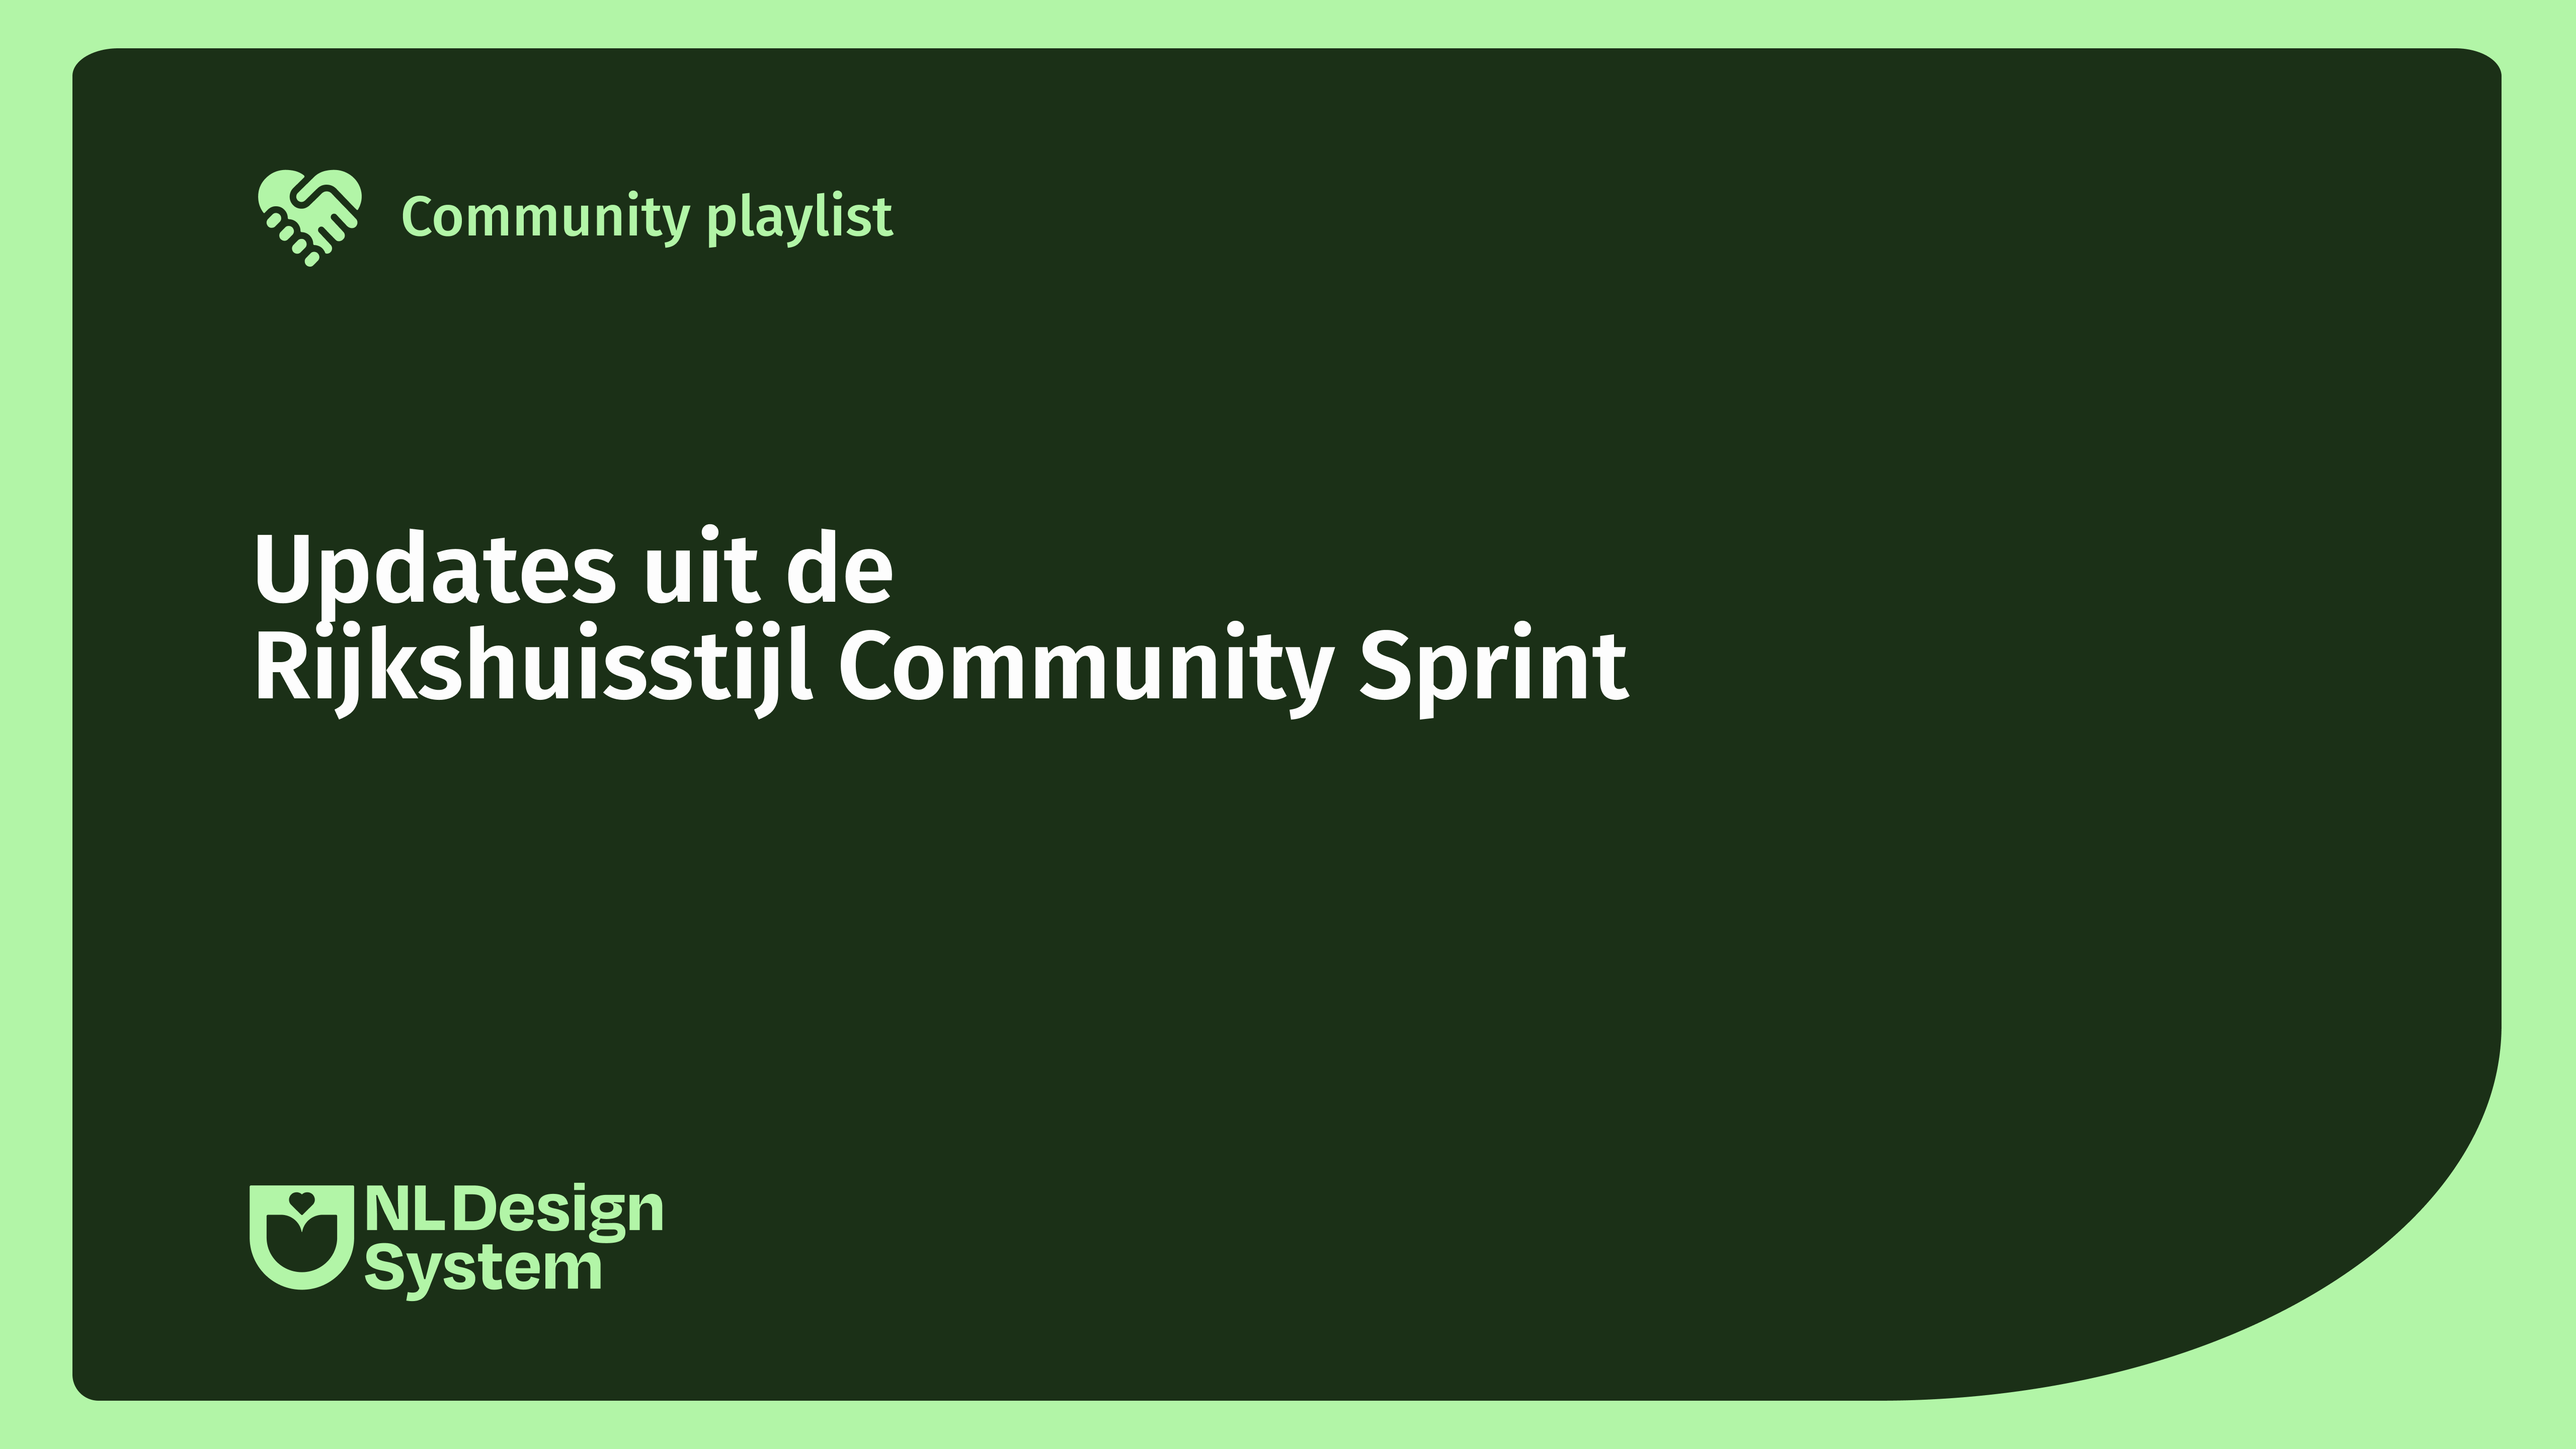 Community playlist
Updates uit de
Rijkshuisstijl Community Sprint
NL Design
System